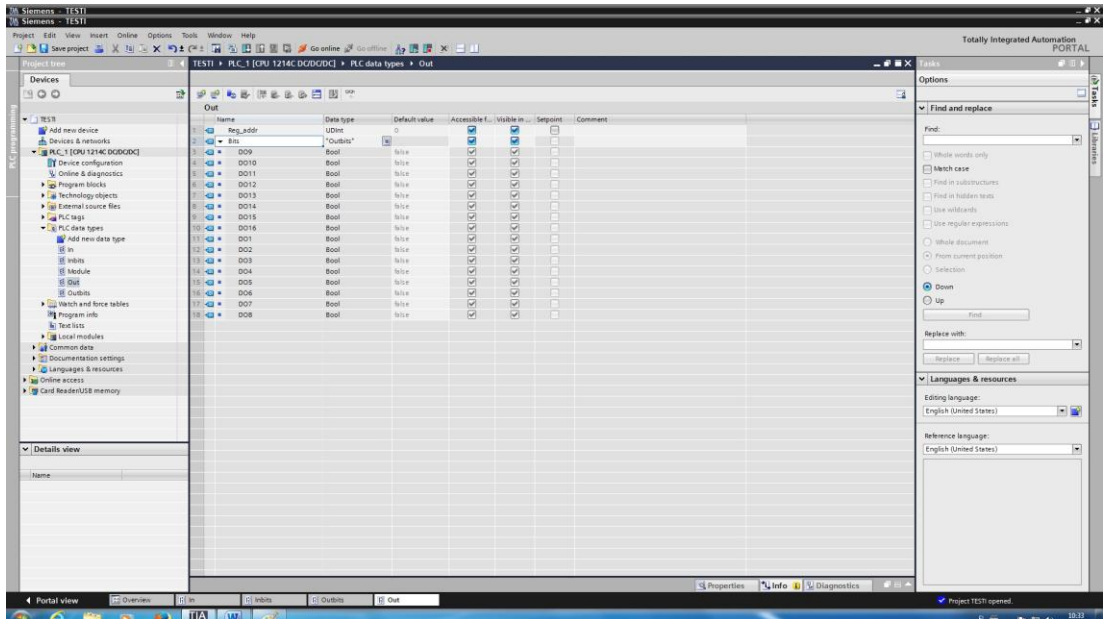 Siemens - TESTI
Siemens - TESTI
Project Edit View Insert Online Options Tools Window Help
Totally Integrated Automation
PORTAL
Save project
Go online
Go offline
Project tree
TESTI PLC_1 [CPU 1214C DC/DC/DC] PLC data types Out
Tasks
Devices
Options
PLC programming
Tasks
Libraries
Out
Name Data type Default value Accessible f... Visible in ... Setpoint Comment
1 Reg_addr UDInt 0
2 Bits "Outbits"
3 DO9 Bool false
4 DO10 Bool false
5 DO11 Bool false
6 DO12 Bool false
7 DO13 Bool false
8 DO14 Bool false
9 DO15 Bool false
10 DO16 Bool false
11 DO1 Bool false
12 DO2 Bool false
13 DO3 Bool false
14 DO4 Bool false
15 DO5 Bool false
16 DO6 Bool false
17 DO7 Bool false
18 DO8 Bool false
TESTI
Add new device
Devices & networks
PLC_1 [CPU 1214C DC/DC/DC]
Device configuration
Online & diagnostics
Program blocks
Technology objects
External source files
PLC tags
PLC data types
Add new data type
In
Inbits
Module
Out
Outbits
Watch and force tables
Program info
Text lists
Local modules
Common data
Documentation settings
Languages & resources
Online access
Card Reader/USB memory
Details view
Name
Find and replace
Find:
Whole words only
Match case
Find in substructures
Find in hidden texts
Use wildcards
Use regular expressions
Whole document
From current position
Selection
Down
Up
Find
Replace with:
Replace
Replace all
Languages & resources
Editing language:
English (United States)
Reference language:
English (United States)
Properties Info Diagnostics
Portal view Overview In Inbits Outbits Out
Project TESTI opened.
TIA
10:33